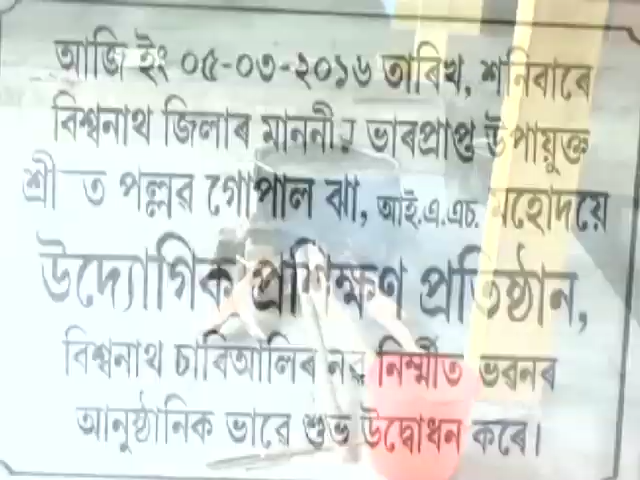 আজি ইং ০৫-০৩-২০১৬ তাৰিখ, শনিবাৰে
বিশ্বনাথ জিলাৰ মাননীয় ভাৰপ্ৰাপ্ত উপায়ুক্ত
শ্ৰী ত পল্লৱ গোপাল ঝা, আই.এ.এচ. মহোদয়ে
উদ্যোগিক প্ৰশিক্ষণ প্ৰতিষ্ঠান,
বিশ্বনাথ চাৰিআলিৰ নৱ নিৰ্ম্মীত ভৱনৰ
আনুষ্ঠানিক ভাৱে শুভ উদ্বোধন কৰে।